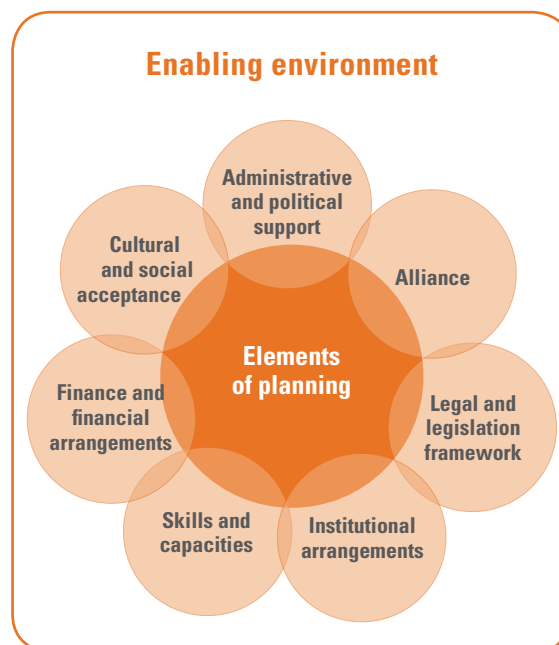 Enabling environment
Administrative
and political
support
Alliance
Legal and
legislation
framework
Institutional
arrangements
Skills and
capacities
Finance and
financial
arrangements
Cultural
and social
acceptance
Elements
of planning